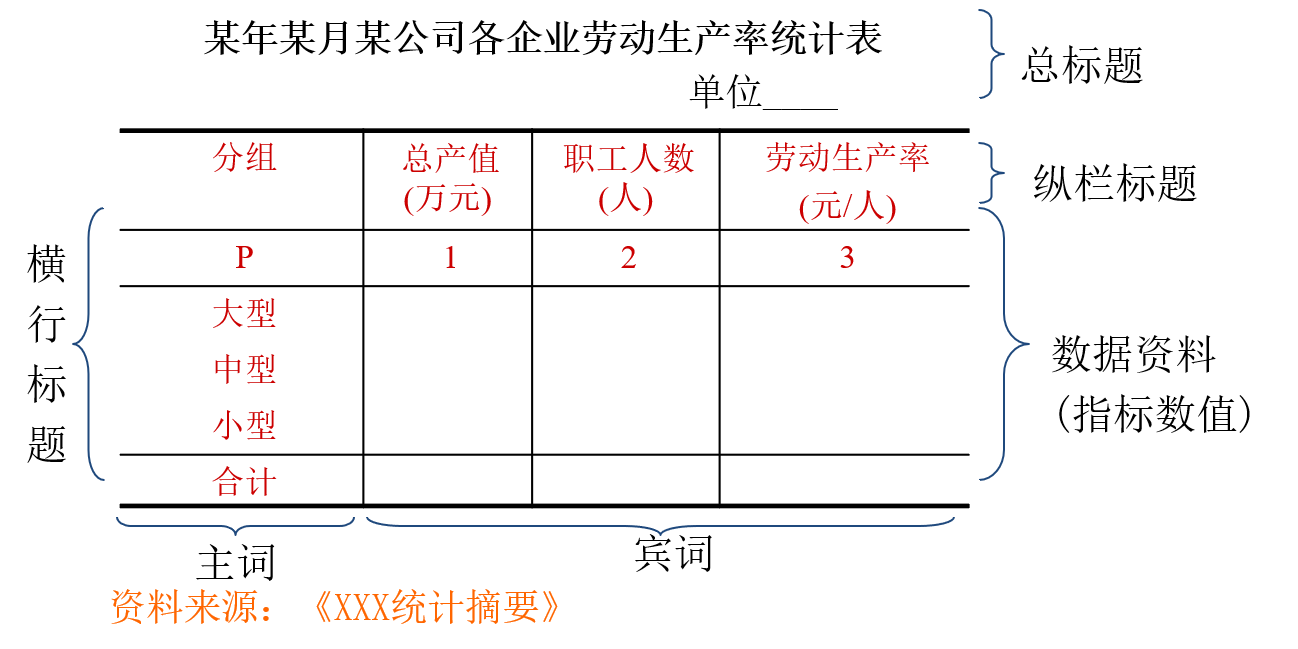 某年某月某公司各企业劳动生产率统计表
总标题
单位____
分组 总产值 职工人数 劳动生产率
(万元) (人) (元/人)
纵栏标题
横行标题
P 1 2 3
大型
中型
小型
合计
数据资料
(指标数值)
主词 宾词
资料来源：《XXX统计摘要》